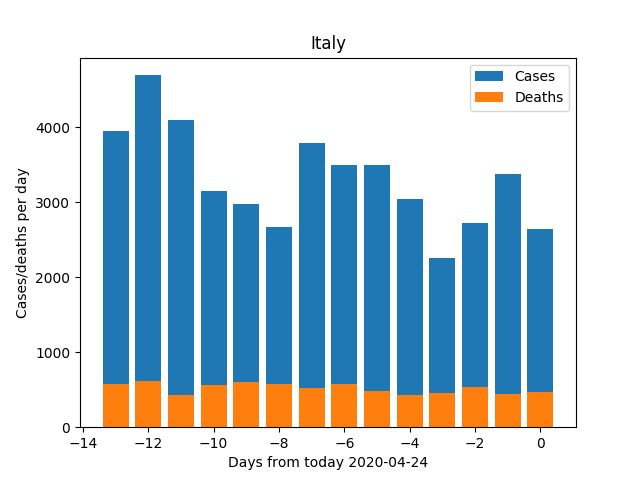 Italy
Cases
Deaths
Cases/deaths per day
4000
3000
2000
1000
0
−14 −12 −10 −8 −6 −4 −2 0
Days from today 2020-04-24